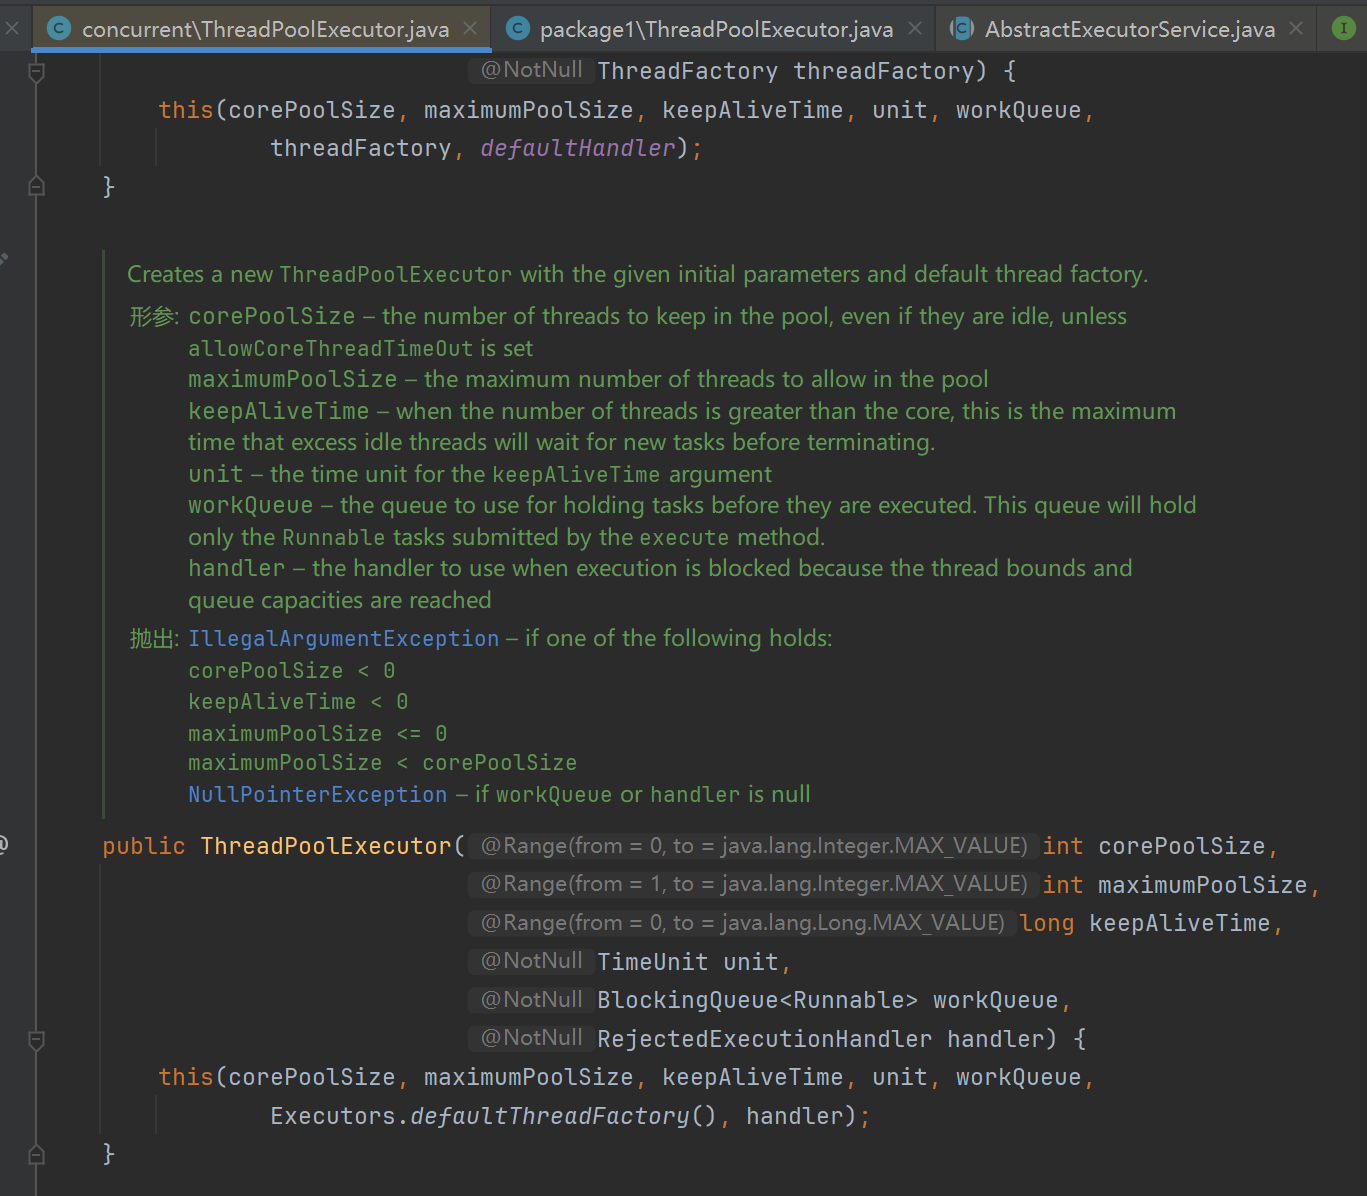 concurrent\ThreadPoolExecutor.java package1\ThreadPoolExecutor.java AbstractExecutorService.java
@NotNull ThreadFactory threadFactory) {
this(corePoolSize, maximumPoolSize, keepAliveTime, unit, workQueue,
threadFactory, defaultHandler);
}
Creates a new ThreadPoolExecutor with the given initial parameters and default thread factory.
形参: corePoolSize – the number of threads to keep in the pool, even if they are idle, unless
allowCoreThreadTimeOut is set
maximumPoolSize – the maximum number of threads to allow in the pool
keepAliveTime – when the number of threads is greater than the core, this is the maximum
time that excess idle threads will wait for new tasks before terminating.
unit – the time unit for the keepAliveTime argument
workQueue – the queue to use for holding tasks before they are executed. This queue will hold
only the Runnable tasks submitted by the execute method.
handler – the handler to use when execution is blocked because the thread bounds and
queue capacities are reached
抛出: IllegalArgumentException – if one of the following holds:
corePoolSize < 0
keepAliveTime < 0
maximumPoolSize <= 0
maximumPoolSize < corePoolSize
NullPointerException – if workQueue or handler is null
public ThreadPoolExecutor( @Range(from = 0, to = java.lang.Integer.MAX_VALUE) int corePoolSize,
@Range(from = 1, to = java.lang.Integer.MAX_VALUE) int maximumPoolSize,
@Range(from = 0, to = java.lang.Long.MAX_VALUE) long keepAliveTime,
@NotNull TimeUnit unit,
@NotNull BlockingQueue<Runnable> workQueue,
@NotNull RejectedExecutionHandler handler) {
this(corePoolSize, maximumPoolSize, keepAliveTime, unit, workQueue,
Executors.defaultThreadFactory(), handler);
}